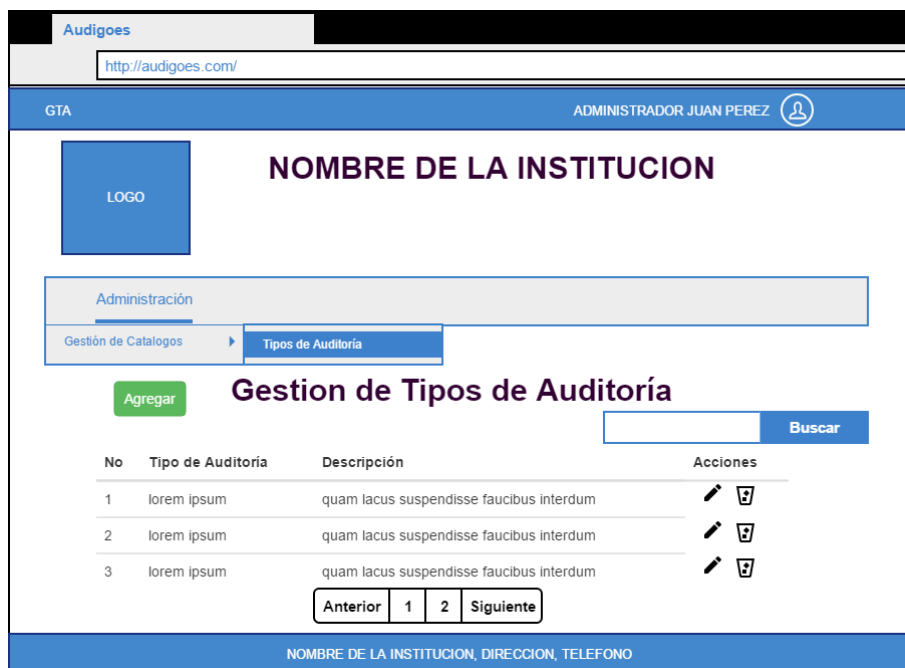 Audigoes
http://audigoes.com/
GTA ADMINISTRADOR JUAN PEREZ
LOGO
NOMBRE DE LA INSTITUCION
Administración
Gestión de Catalogos Tipos de Auditoría
Agregar
Gestion de Tipos de Auditoría
Buscar
No Tipo de Auditoría Descripción Acciones
1 lorem ipsum quam lacus suspendisse faucibus interdum
2 lorem ipsum quam lacus suspendisse faucibus interdum
3 lorem ipsum quam lacus suspendisse faucibus interdum
Anterior 1 2 Siguiente
NOMBRE DE LA INSTITUCION, DIRECCION, TELEFONO